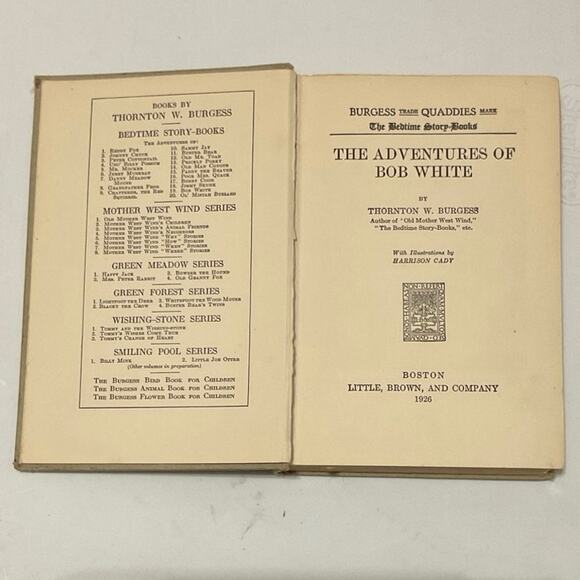 BOOKS BY
THORNTON W. BURGESS
BEDTIME STORY-BOOKS
THE ADVENTURES OF:
1. REDDY FOX
2. JOHNNY CHUCK
3. PETER COTTONTAIL
4. UNC' BILLY POSSUM
5. MR. MOCKER
6. JERRY MUSKRAT
7. DANNY MEADOW MOUSE
8. GRANDFATHER FROG
9. CHATTERER, THE RED SQUIRREL
10. SAMMY JAY
11. BUSTER BEAR
12. OLD MR. TOAD
13. PRICKLY PORKY
14. OLD MAN COYOTE
15. PADDY THE BEAVER
16. POOR MRS. QUACK
17. BOBBY COON
18. JIMMY SKUNK
19. BOB WHITE
20. OL' MISTAH BUZZARD
MOTHER WEST WIND SERIES
1. OLD MOTHER WEST WIND
2. MOTHER WEST WIND'S CHILDREN
3. MOTHER WEST WIND'S ANIMAL FRIENDS
4. MOTHER WEST WIND'S NEIGHBORS
5. MOTHER WEST WIND "WHY" STORIES
6. MOTHER WEST WIND "HOW" STORIES
7. MOTHER WEST WIND "WHEN" STORIES
8. MOTHER WEST WIND "WHERE" STORIES
GREEN MEADOW SERIES
1. HAPPY JACK 3. BOWSER THE HOUND
2. MRS. PETER RABBIT 4. OLD GRANNY FOX
GREEN FOREST SERIES
1. LIGHTFOOT THE DEER 3. WHITEFOOT THE WOOD MOUSE
2. BLACKY THE CROW 4. BUSTER BEAR'S TWINS
WISHING-STONE SERIES
1. TOMMY AND THE WISHING-STONE
2. TOMMY'S WISHES COME TRUE
3. TOMMY'S CHANGE OF HEART
SMILING POOL SERIES
1. BILLY MINK 2. LITTLE JOE OTTER
(Other volumes in preparation)
THE BURGESS BIRD BOOK FOR CHILDREN
THE BURGESS ANIMAL BOOK FOR CHILDREN
THE BURGESS FLOWER BOOK FOR CHILDREN
BURGESS TRADE QUADDIES MARK
The Bedtime Story-Books
THE ADVENTURES OF
BOB WHITE
BY
THORNTON W. BURGESS
Author of "Old Mother West Wind,"
"The Bedtime Story-Books," etc.
With Illustrations by
HARRISON CADY
BOSTON
LITTLE, BROWN, AND COMPANY
1926